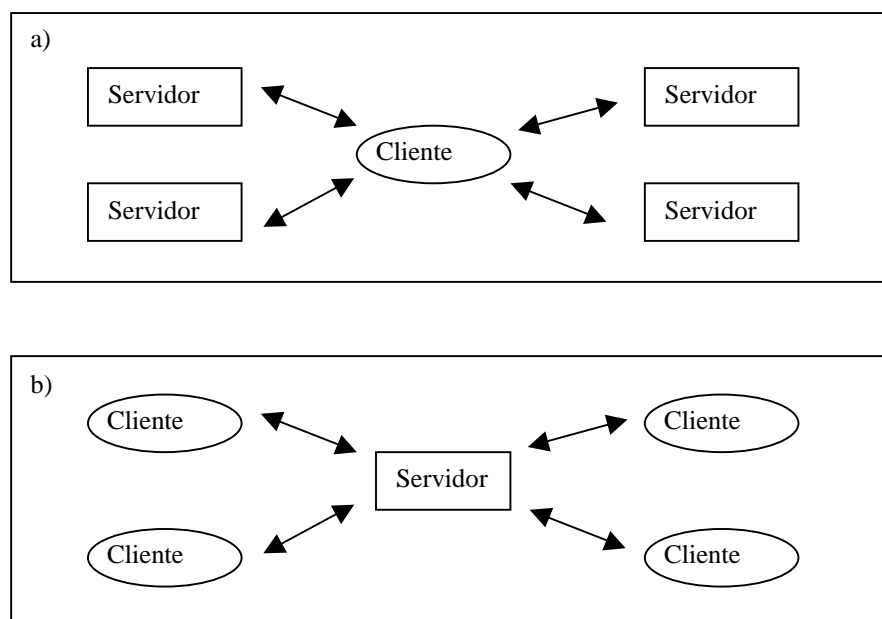 a)
Servidor
Servidor
Cliente
Servidor
Servidor
b)
Cliente
Cliente
Servidor
Cliente
Cliente